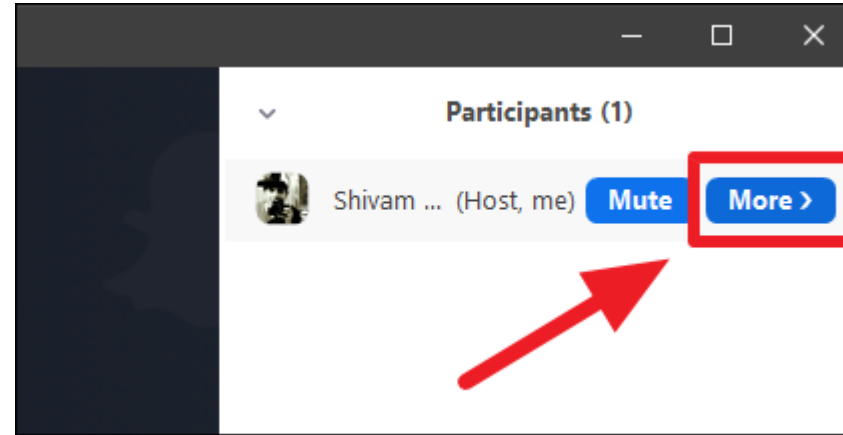 Participants (1)
Shivam ... (Host, me) Mute More >